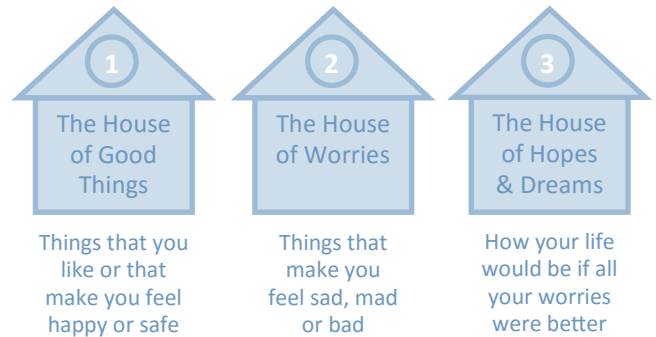 1
The House
of Good
Things
Things that you
like or that
make you feel
happy or safe
2
The House
of Worries
Things that
make you
feel sad, mad
or bad
3
The House
of Hopes
& Dreams
How your life
would be if all
your worries
were better